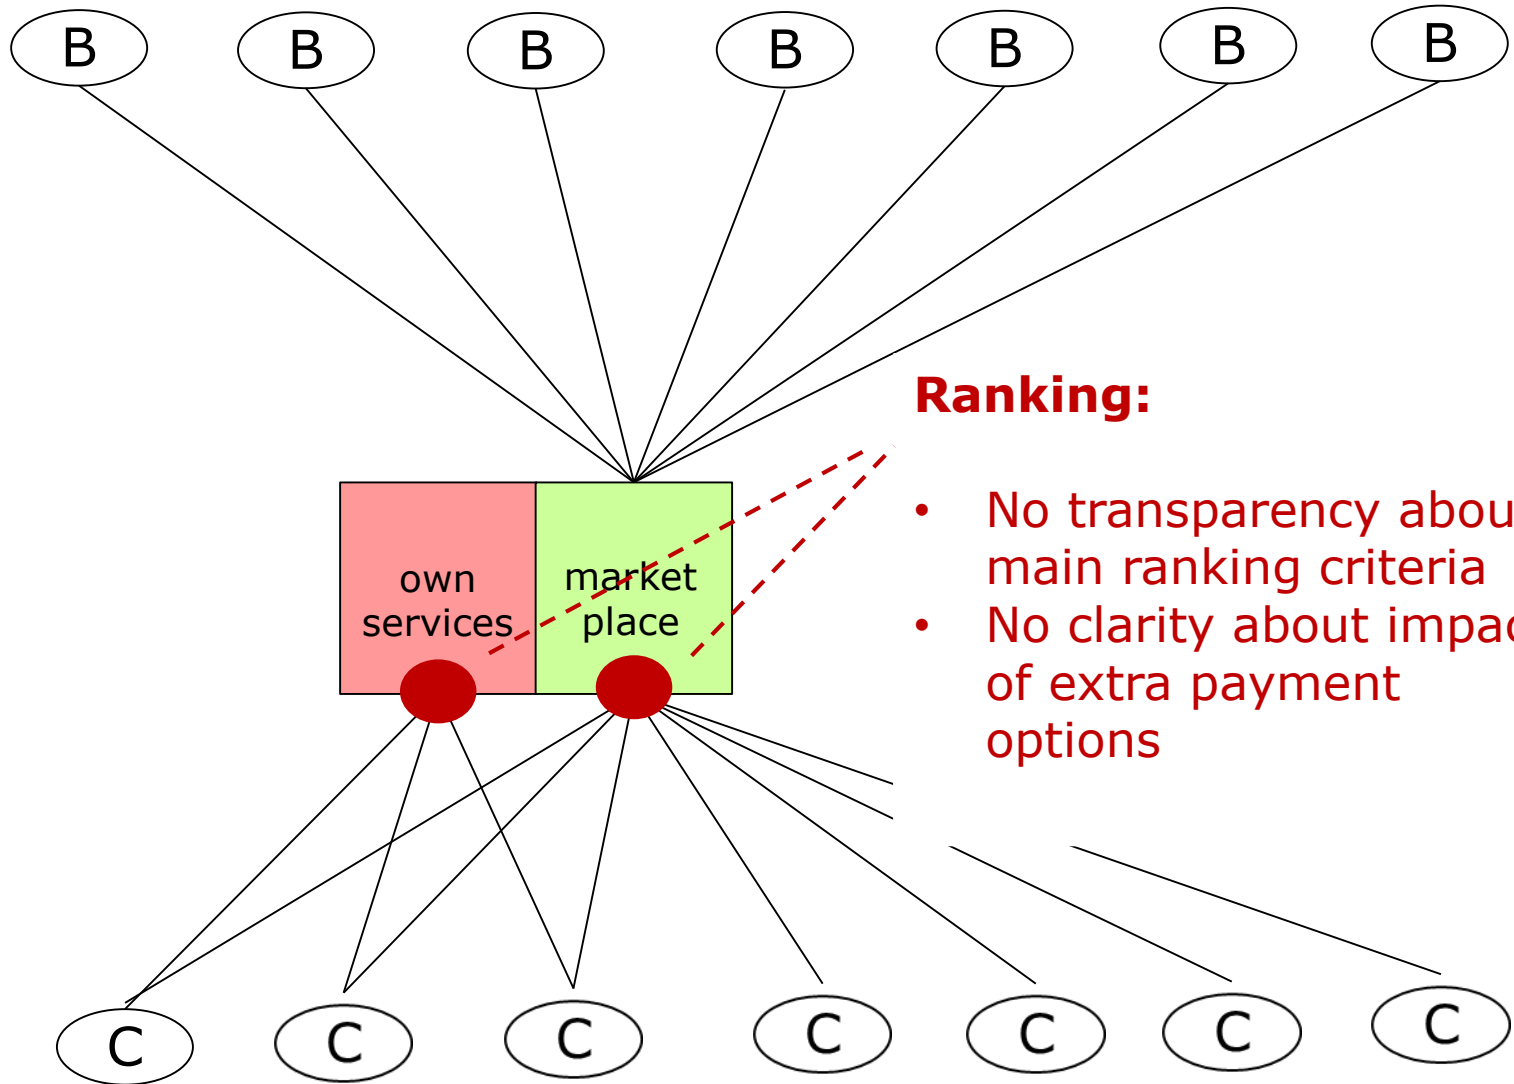 B B B B B B B
Ranking:
• No transparency abou
main ranking criteria
• No clarity about impac
of extra payment
options
own
services
market
place
C C C C C C C